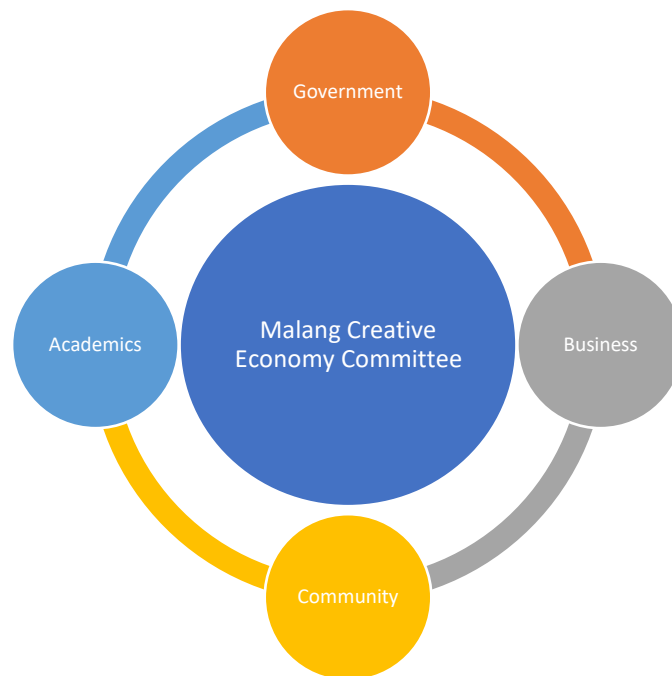 Government
Malang Creative
Economy Committee
Academics
Business
Community